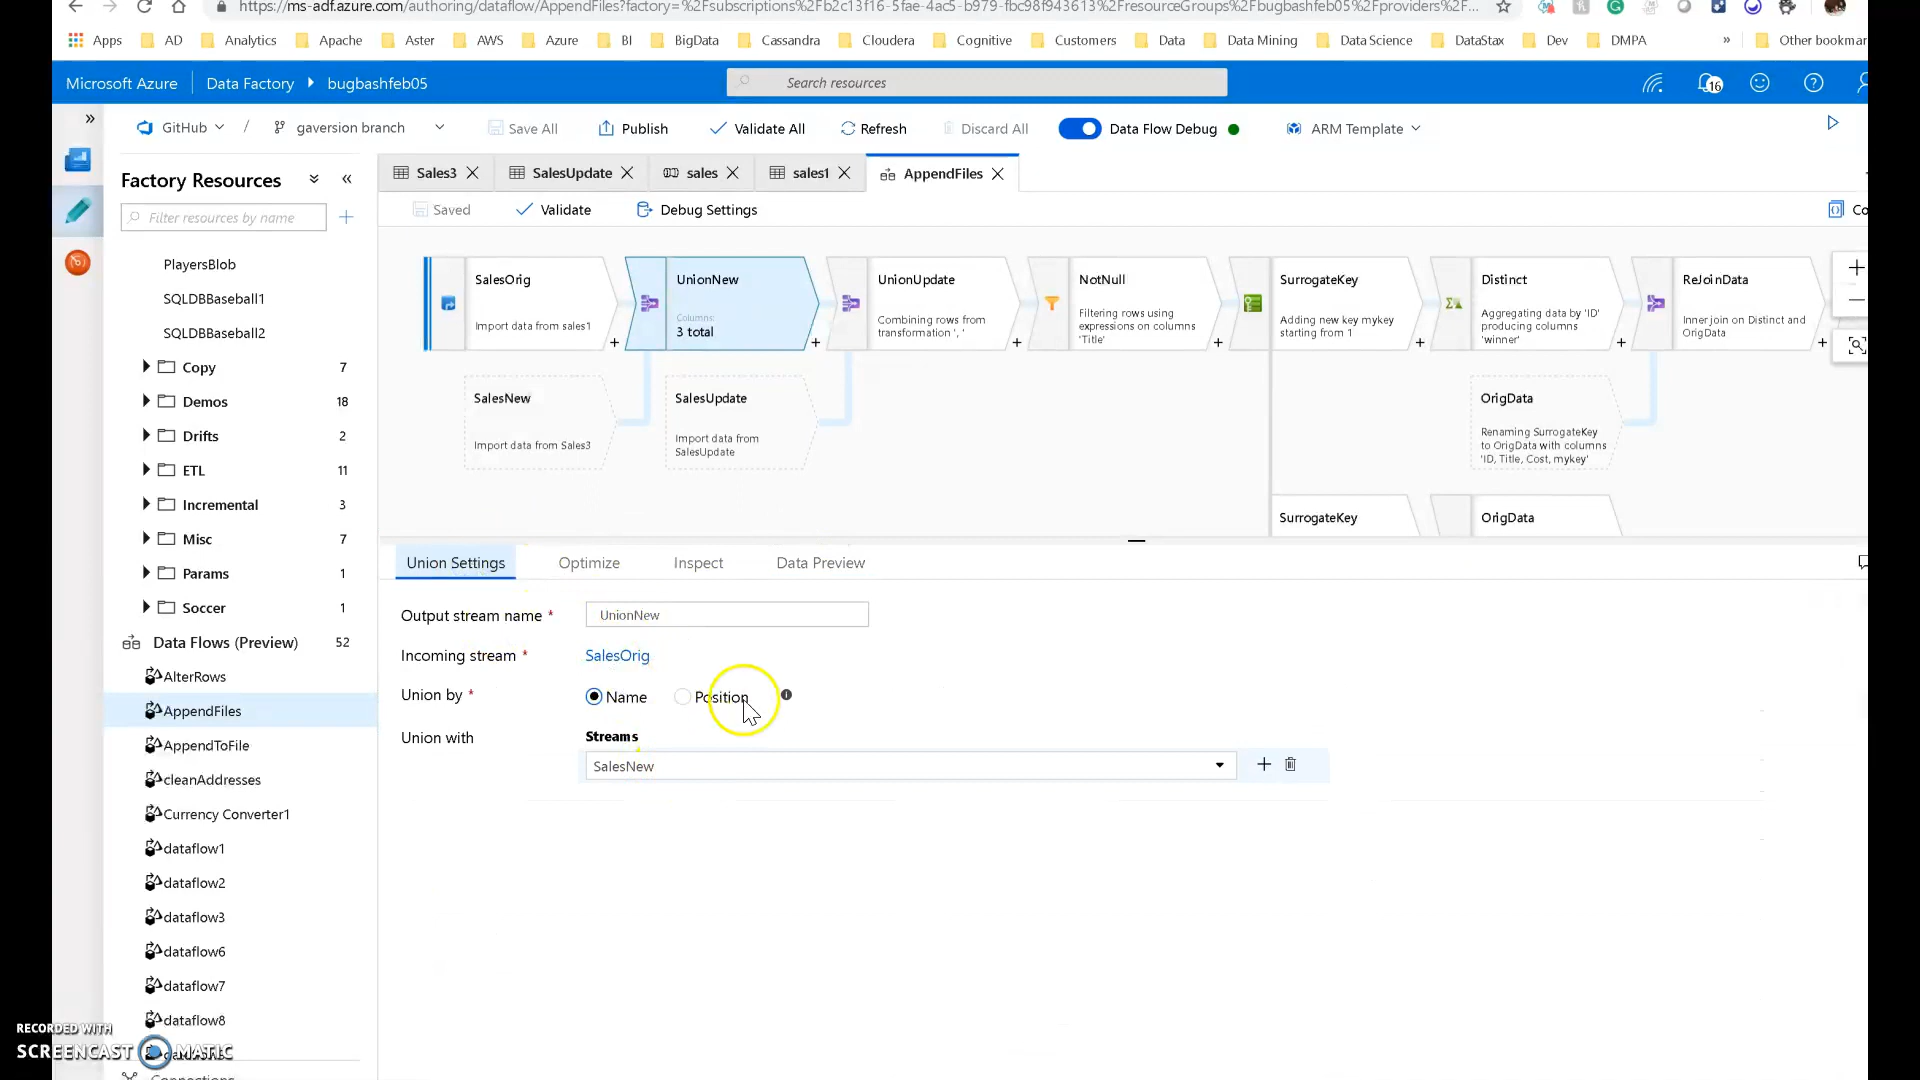 https://ms-adf.azure.com/authoring/dataflow/AppendFiles?factory=%2Fsubscriptions%2Fb2c13f16-5fae-4ac5-b979-fbc98f943613%2FresourceGroups%2Fbugbashfeb05%2Fproviders%2F...
Apps AD Analytics Apache Aster AWS Azure BI BigData Cassandra Cloudera Cognitive Customers Data Data Mining Data Science DataStax Dev DMPA » Other bookmar
Microsoft Azure Data Factory bugbashfeb05 Search resources 16
GitHub / gaversion branch Save All Publish Validate All Refresh Discard All Data Flow Debug ARM Template
Factory Resources
Filter resources by name
PlayersBlob
SQLDBBaseball1
SQLDBBaseball2
Copy 7
Demos 18
Drifts 2
ETL 11
Incremental 3
Misc 7
Params 1
Soccer 1
Data Flows (Preview) 52
AlterRows
AppendFiles
AppendToFile
cleanAddresses
Currency Converter1
dataflow1
dataflow2
dataflow3
dataflow6
dataflow7
dataflow8
Sales3 SalesUpdate sales sales1 AppendFiles
Saved Validate Debug Settings Co
SalesOrig
Import data from sales1
UnionNew
Columns:
3 total
UnionUpdate
Combining rows from
transformation ', '
NotNull
Filtering rows using
expressions on columns
'Title'
SurrogateKey
Adding new key mykey
starting from 1
Distinct
Aggregating data by 'ID'
producing columns
'winner'
ReJoinData
Inner join on Distinct and
OrigData
SalesNew
Import data from Sales3
SalesUpdate
Import data from
SalesUpdate
OrigData
Renaming SurrogateKey
to OrigData with columns
'ID, Title, Cost, mykey'
SurrogateKey
OrigData
Union Settings Optimize Inspect Data Preview
Output stream name * UnionNew
Incoming stream * SalesOrig
Union by * Name Position
Union with Streams
SalesNew
RECORDED WITH
SCREENCAST MATIC